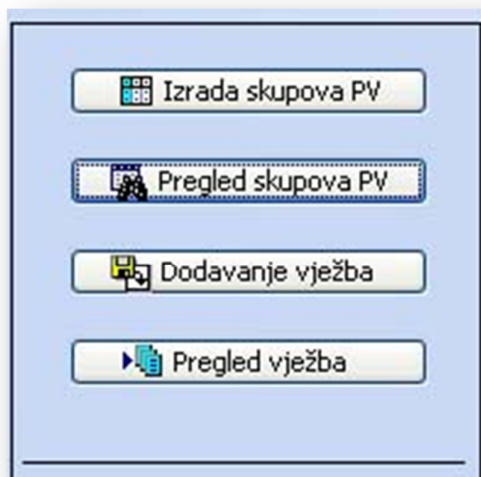 Izrada skupova PV
Pregled skupova PV
Dodavanje vježba
Pregled vježba